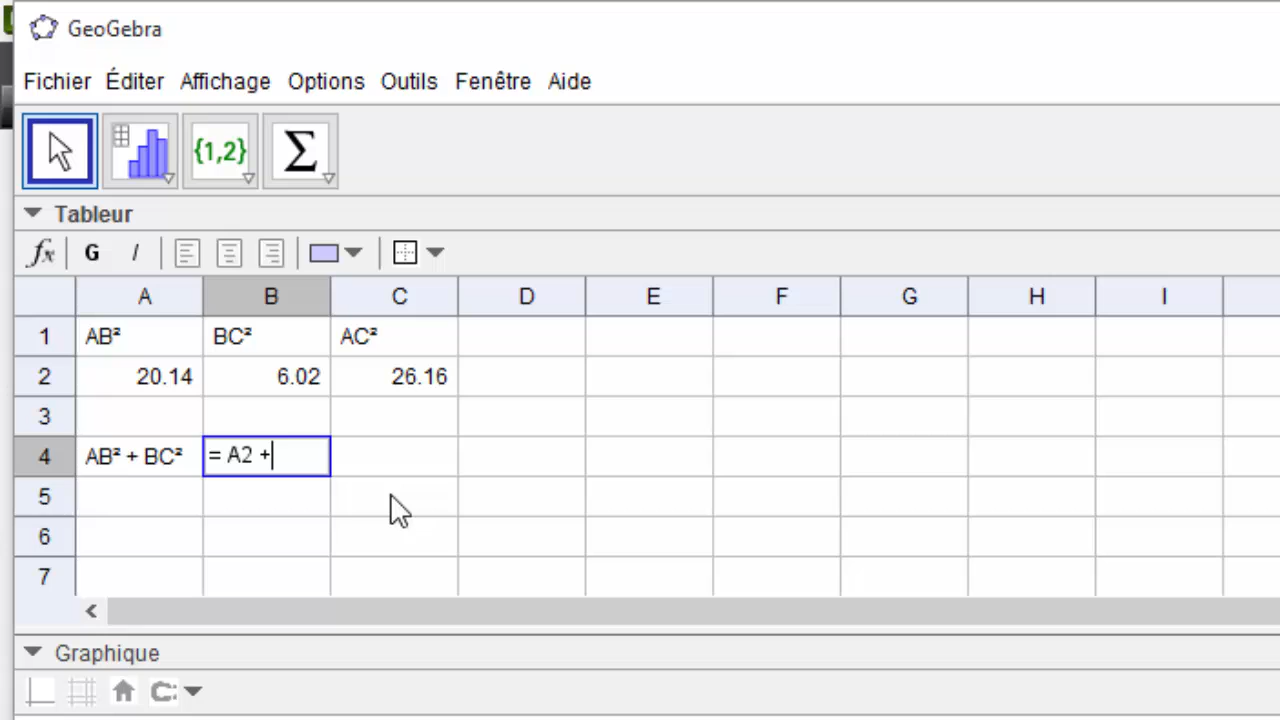 GeoGebra
Fichier Éditer Affichage Options Outils Fenêtre Aide
{1,2} Σ
Tableur
fx G I
A B C D E F G H I
1 AB² BC² AC²
2 20.14 6.02 26.16
3
4 AB² + BC² = A2 +
5
6
7
Graphique